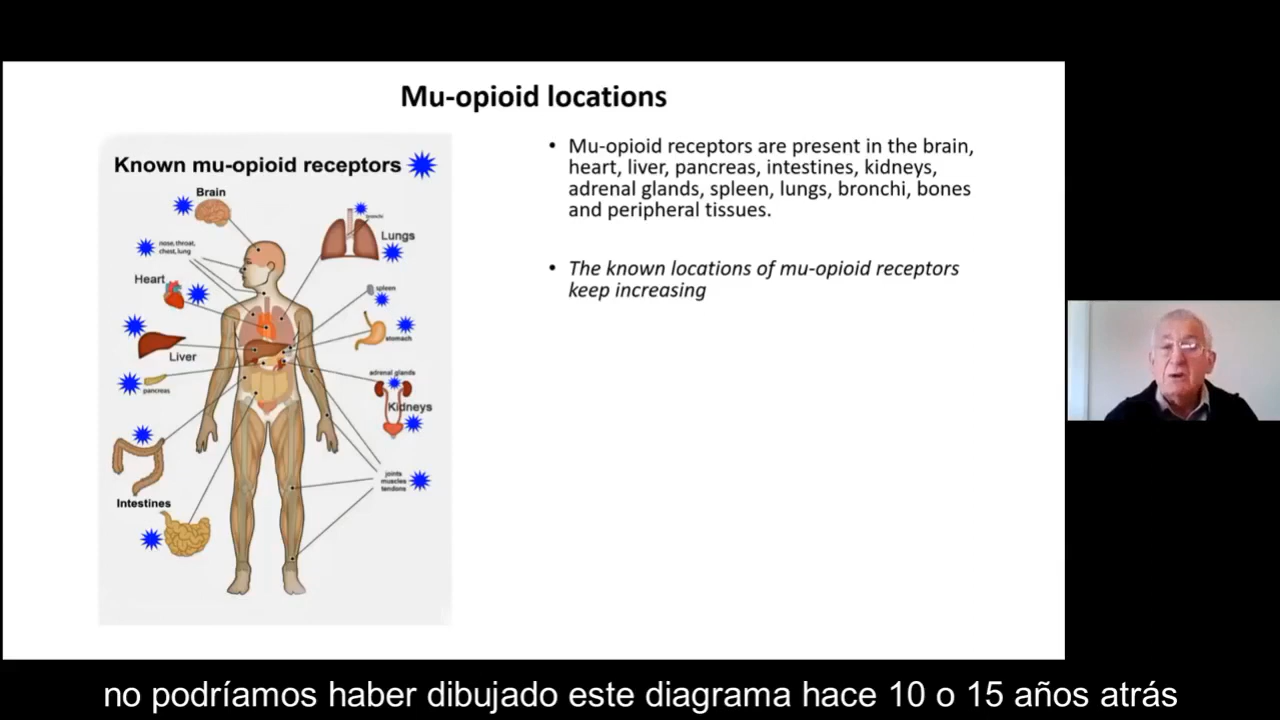 Mu-opioid locations
Known mu-opioid receptors
Brain
bronchi
Lungs
nose, throat,
chest, lung
Heart
spleen
stomach
Liver
adrenal glands
pancreas
Kidneys
joints
muscles
tendons
Intestines
• Mu-opioid receptors are present in the brain,
heart, liver, pancreas, intestines, kidneys,
adrenal glands, spleen, lungs, bronchi, bones
and peripheral tissues.
• The known locations of mu-opioid receptors
keep increasing
no podríamos haber dibujado este diagrama hace 10 o 15 años atrás